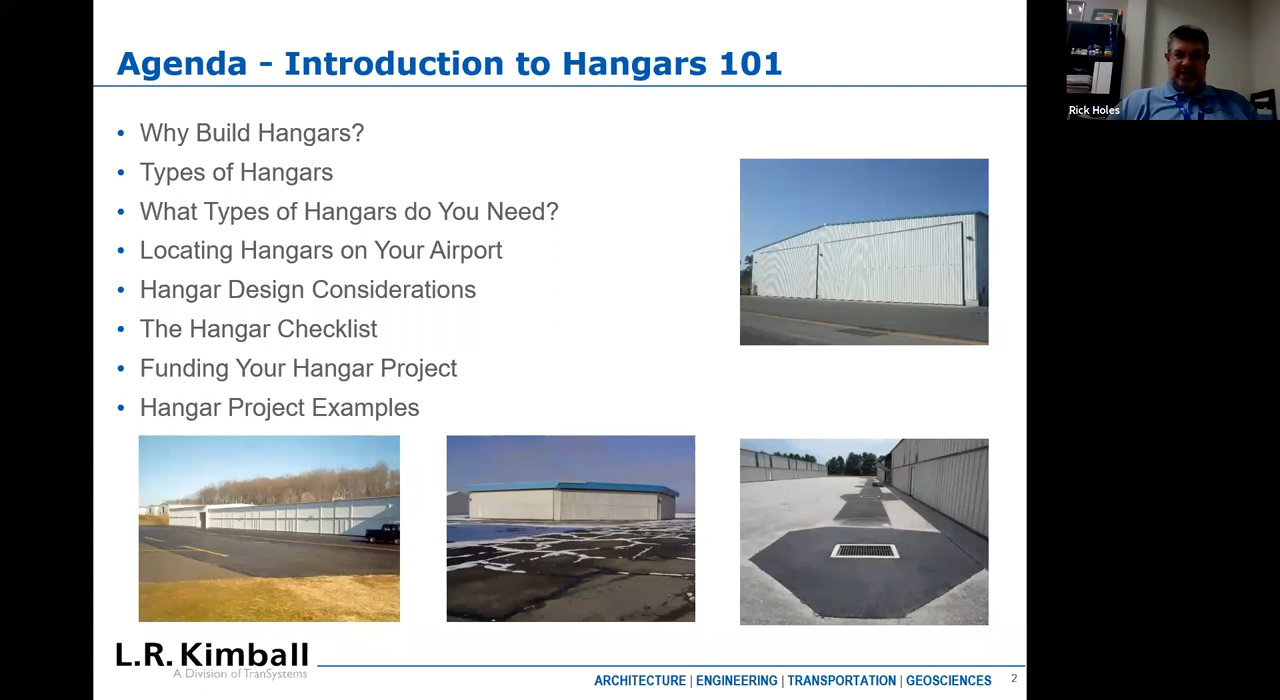 Agenda - Introduction to Hangars 101
Rick Holes
• Why Build Hangars?
• Types of Hangars
• What Types of Hangars do You Need?
• Locating Hangars on Your Airport
• Hangar Design Considerations
• The Hangar Checklist
• Funding Your Hangar Project
• Hangar Project Examples
L.R. Kimball
A Division of TranSystems
ARCHITECTURE | ENGINEERING | TRANSPORTATION | GEOSCIENCES
2